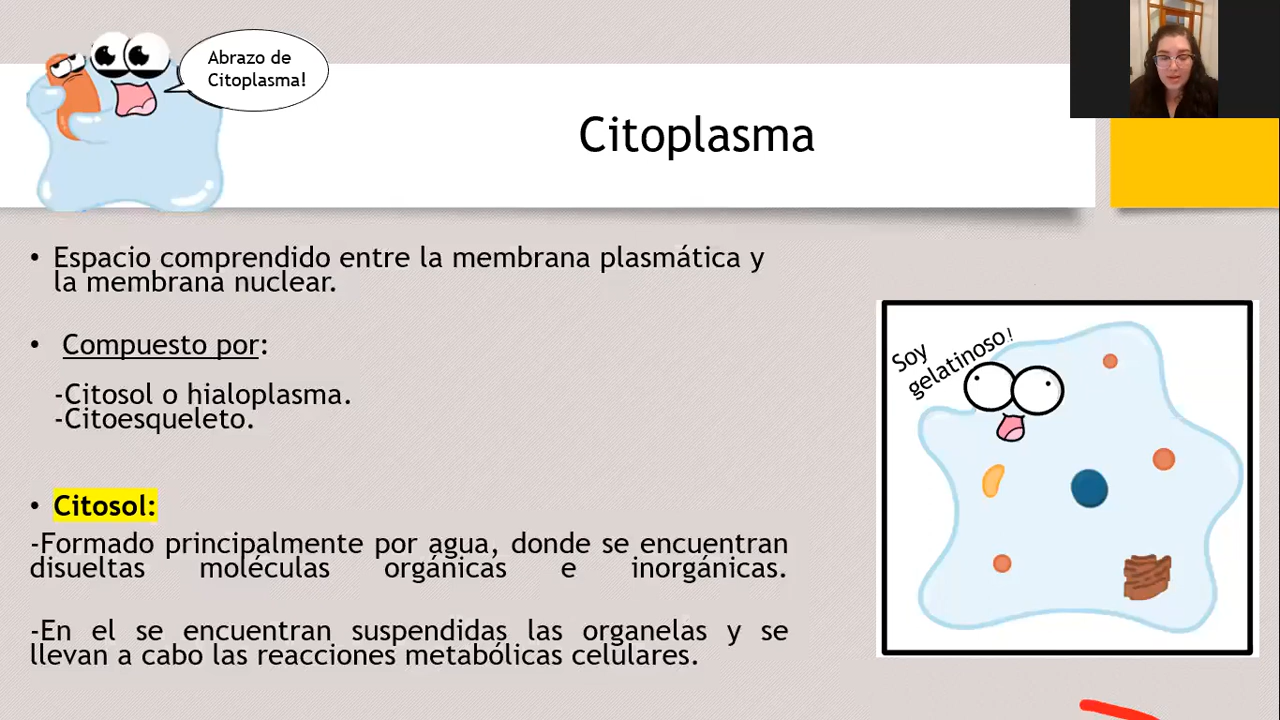 Abrazo de
Citoplasma!
Citoplasma
• Espacio comprendido entre la membrana plasmática y
la membrana nuclear.
• Compuesto por:
-Citosol o hialoplasma.
-Citoesqueleto.
• Citosol:
-Formado principalmente por agua, donde se encuentran
disueltas moléculas orgánicas e inorgánicas.
-En el se encuentran suspendidas las organelas y se
llevan a cabo las reacciones metabólicas celulares.
Soy
gelatinoso!